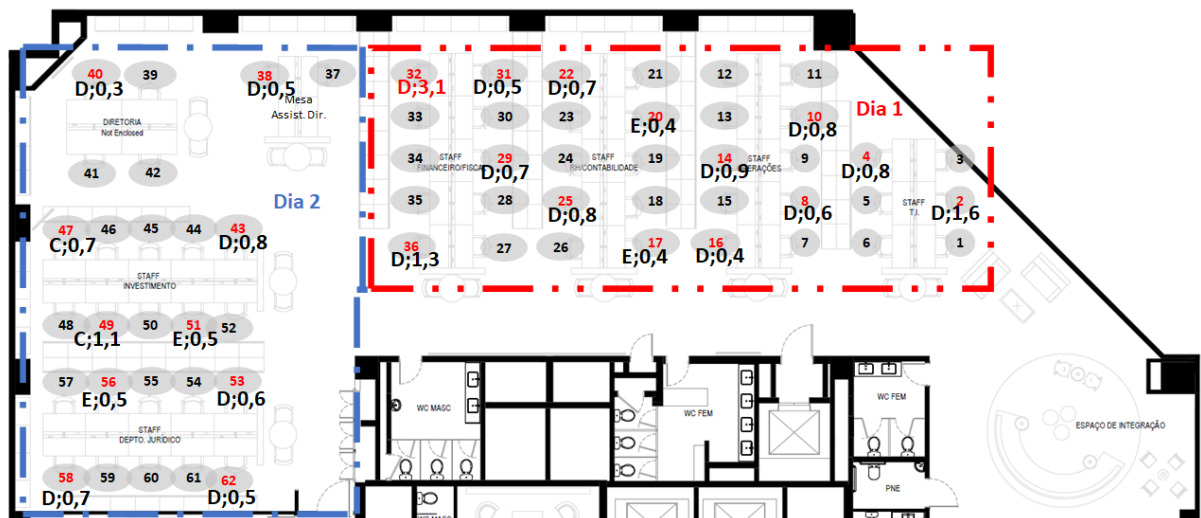 40 39 38 37 32 31 22 21 12 11
D;0,3 D;0,5 D;3,1 D;0,5 D;0,7
Mesa
Assist. Dir.
Dia 1
DIRETORIA
Not Enclosed
33 30 23 20 13 10
E;0,4 D;0,8
34 29 24 19 14 9 4 3
STAFF
FINANCEIRO/FISCAL
STAFF
RH/CONTABILIDADE
STAFF
OPERAÇÕES
D;0,7 D;0,9 D;0,8
41 42
Dia 2
35 28 25 18 15 8 5 2
STAFF
T.I.
D;0,8 D;0,6 D;1,6
47 46 45 44 43
C;0,7 D;0,8
36 27 26 17 16 7 6 1
D;1,3 E;0,4 D;0,4
STAFF
INVESTIMENTO
48 49 50 51 52
C;1,1 E;0,5
57 56 55 54 53
E;0,5 D;0,6
STAFF
DEPTO. JURÍDICO
58 59 60 61 62
D;0,7 D;0,5
WC MASC
WC FEM
WC FEM
ESPAÇO DE INTEGRAÇÃO
PNE